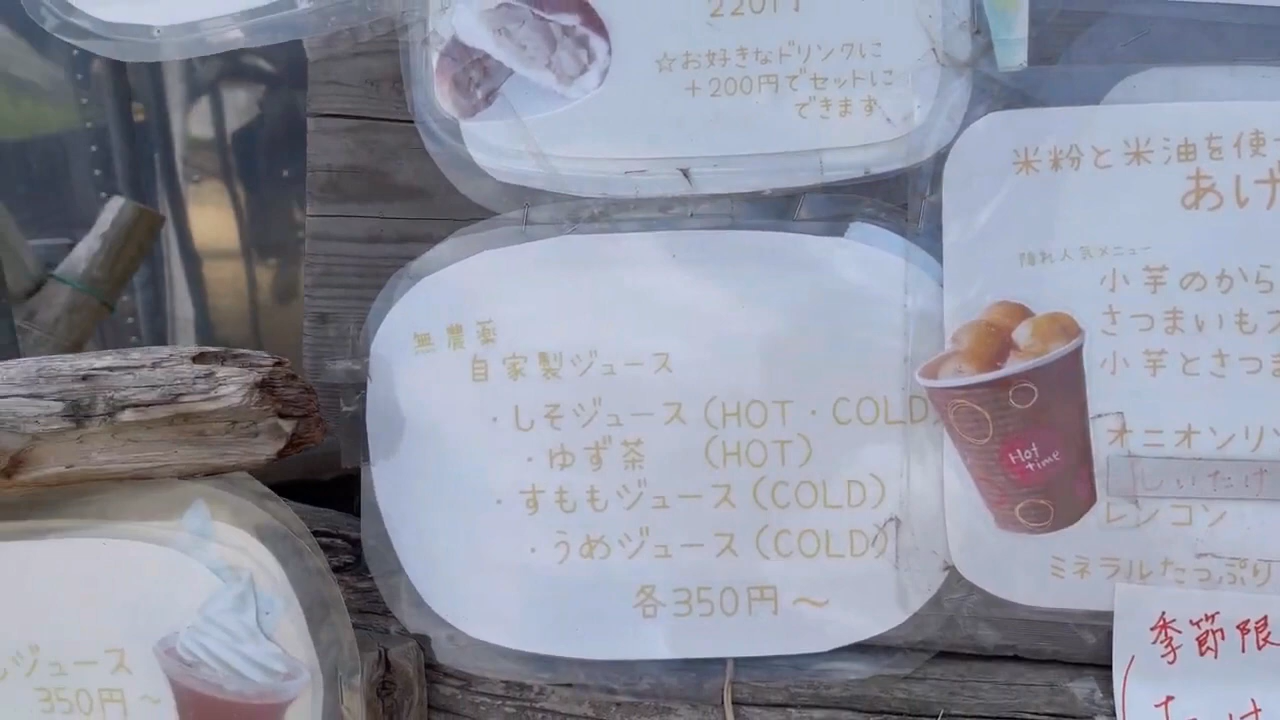 220円
☆お好きなドリンクに
+200円でセットに
できます
無農薬
自家製ジュース
・しそジュース (HOT・COLD)
・ゆず茶 (HOT)
・すももジュース (COLD)
・うめジュース (COLD)
各350円～
米粉と米油を使
あげ
人気メニュー
小芋のから
さつまいも
小芋とさつま
Hot
time
オニオンリン
しいたけ
レンコン
ミネラルたっぷり
季節限
ジュース
350円～